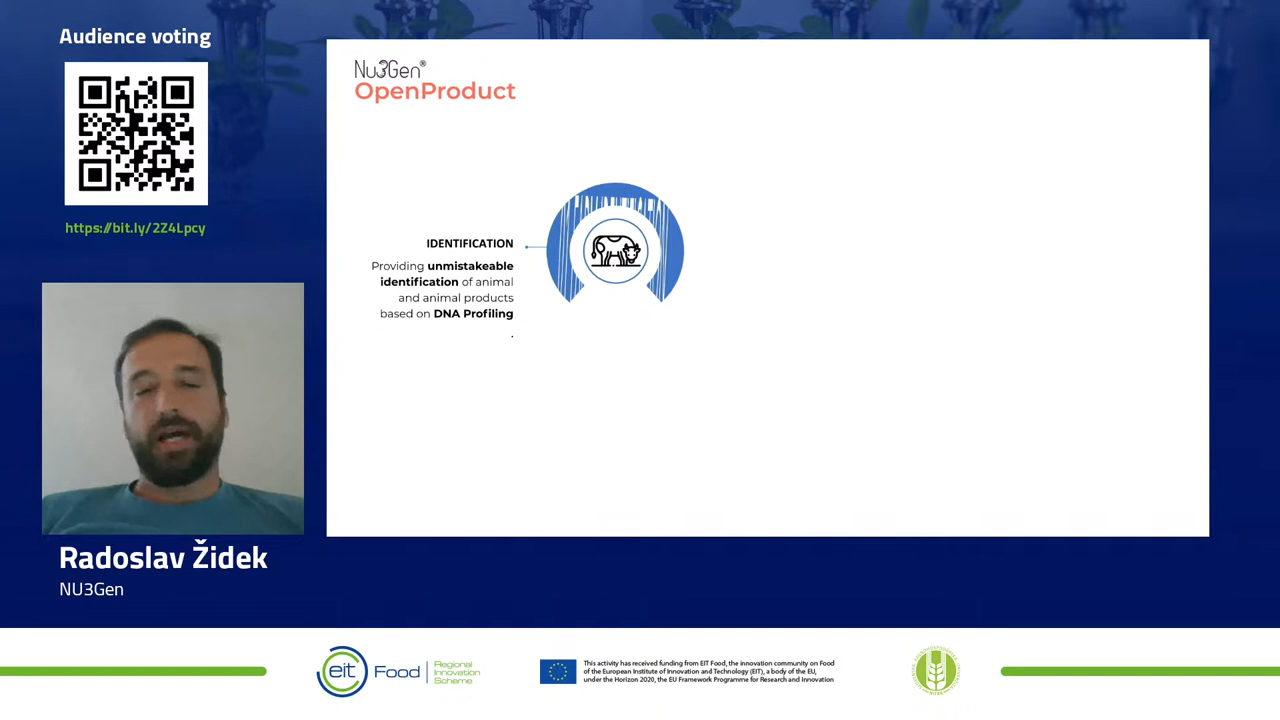 Audience voting
https://bit.ly/2Z4Lpcy
Nu3Gen®
OpenProduct
IDENTIFICATION
Providing unmistakeable
identification of animal
and animal products
based on DNA Profiling
.
Radoslav Židek
NU3Gen
eit Food
Regional
Innovation
Scheme
This activity has received funding from EIT Food, the innovation community on Food
of the European Institute of Innovation and Technology (EIT), a body of the EU,
under the Horizon 2020, the EU Framework Programme for Research and Innovation